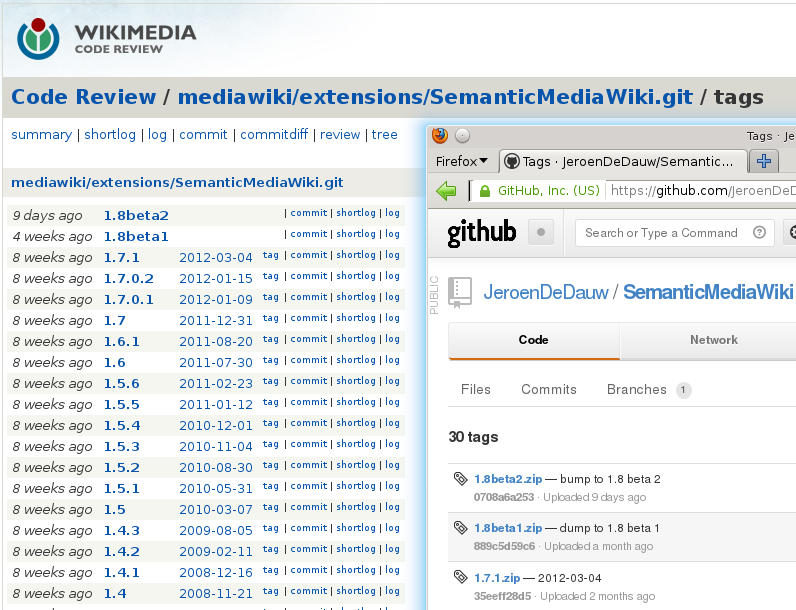 WIKIMEDIA
CODE REVIEW
Code Review / mediawiki/extensions/SemanticMediaWiki.git / tags
summary | shortlog | log | commit | commitdiff | review | tree
mediawiki/extensions/SemanticMediaWiki.git
9 days ago 1.8beta2 | commit | shortlog | log
4 weeks ago 1.8beta1 | commit | shortlog | log
8 weeks ago 1.7.1 2012-03-04 tag | commit | shortlog | log
8 weeks ago 1.7.0.2 2012-01-15 tag | commit | shortlog | log
8 weeks ago 1.7.0.1 2012-01-09 tag | commit | shortlog | log
8 weeks ago 1.7 2011-12-31 tag | commit | shortlog | log
8 weeks ago 1.6.1 2011-08-20 tag | commit | shortlog | log
8 weeks ago 1.6 2011-07-30 tag | commit | shortlog | log
8 weeks ago 1.5.6 2011-02-23 tag | commit | shortlog | log
8 weeks ago 1.5.5 2011-01-12 tag | commit | shortlog | log
8 weeks ago 1.5.4 2010-12-01 tag | commit | shortlog | log
8 weeks ago 1.5.3 2010-11-04 tag | commit | shortlog | log
8 weeks ago 1.5.2 2010-08-30 tag | commit | shortlog | log
8 weeks ago 1.5.1 2010-05-31 tag | commit | shortlog | log
8 weeks ago 1.5 2010-03-07 tag | commit | shortlog | log
8 weeks ago 1.4.3 2009-08-05 tag | commit | shortlog | log
8 weeks ago 1.4.2 2009-02-11 tag | commit | shortlog | log
8 weeks ago 1.4.1 2008-12-16 tag | commit | shortlog | log
8 weeks ago 1.4 2008-11-21 tag | commit | shortlog | log
Tags · Je
Firefox
Tags · JeroenDeDauw/Semantic...
GitHub, Inc. (US) https://github.com/JeroenDeD
github
Search or Type a Command
PUBLIC
JeroenDeDauw / SemanticMediaWiki
Code Network
Files Commits Branches 1
30 tags
1.8beta2.zip — bump to 1.8 beta 2
0708a6a253 · Uploaded 9 days ago
1.8beta1.zip — dump to 1.8 beta 1
889c5d59c6 · Uploaded a month ago
1.7.1.zip — 2012-03-04
35eeff28d5 · Uploaded 2 months ago